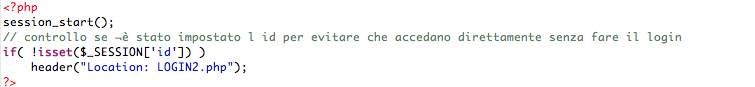 <?php
session_start();
// controllo se ¬è stato impostato l id per evitare che accedano direttamente senza fare il login
if( !isset($_SESSION['id']) )
    header("Location: LOGIN2.php");
?>